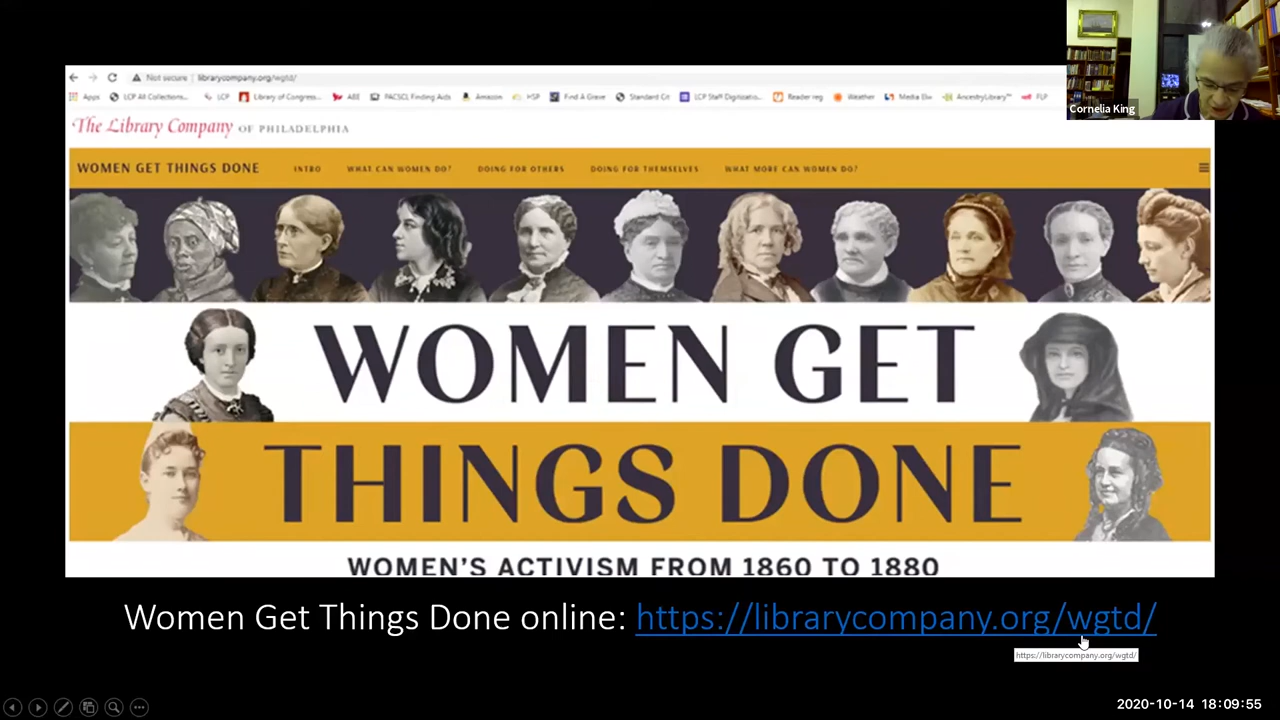 Not secure | librarycompany.org/wgtd/
Apps LCP All Collections... LCP Library of Congress... ABE PACSCL Finding Aids Amazon HSP Find A Grave Standard Cit LCP Staff Digitizatio... Reader reg Weather Media AncestryLibrary™ FLP
Cornelia King
The Library Company OF PHILADELPHIA
WOMEN GET THINGS DONE INTRO WHAT CAN WOMEN DO? DOING FOR OTHERS DOING FOR THEMSELVES WHAT MORE CAN WOMEN DO?
WOMEN GET
THINGS DONE
WOMEN'S ACTIVISM FROM 1860 TO 1880
Women Get Things Done online: https://librarycompany.org/wgtd/
https://librarycompany.org/wgtd/
2020-10-14 18:09:55